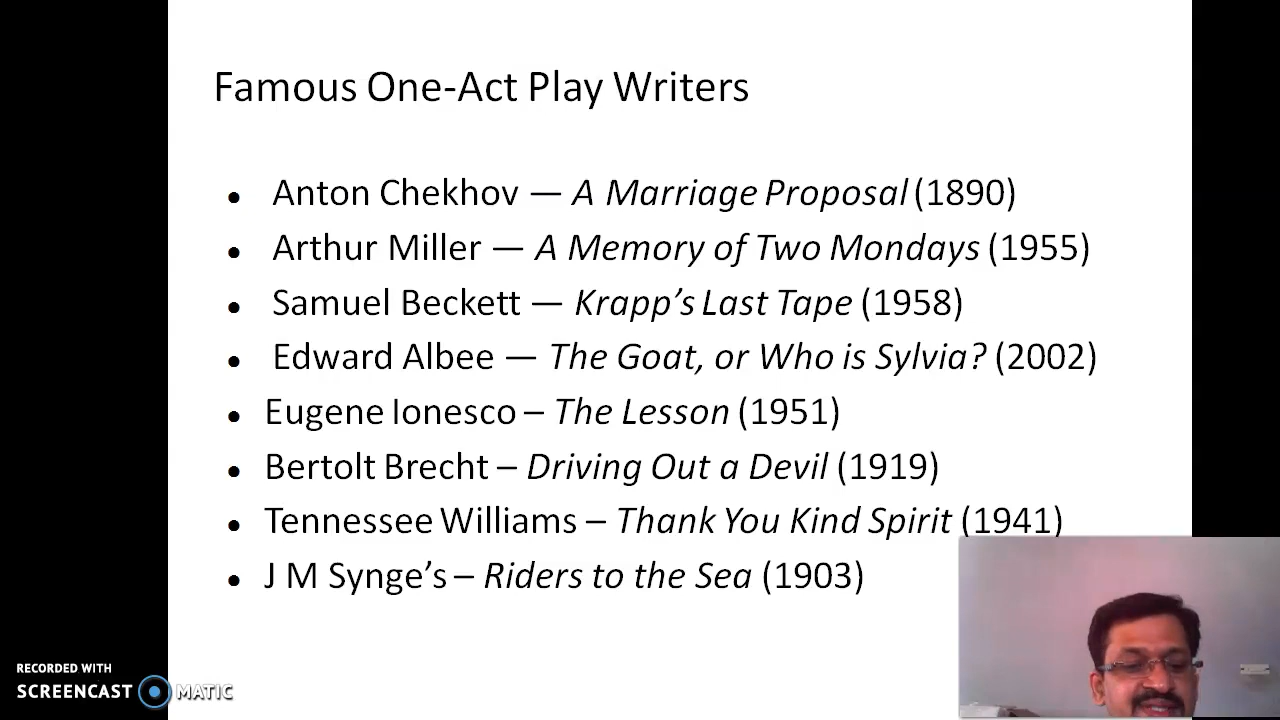 Famous One-Act Play Writers
• Anton Chekhov — A Marriage Proposal (1890)
• Arthur Miller — A Memory of Two Mondays (1955)
• Samuel Beckett — Krapp’s Last Tape (1958)
• Edward Albee — The Goat, or Who is Sylvia? (2002)
• Eugene Ionesco – The Lesson (1951)
• Bertolt Brecht – Driving Out a Devil (1919)
• Tennessee Williams – Thank You Kind Spirit (1941)
• J M Synge’s – Riders to the Sea (1903)
RECORDED WITH
SCREENCAST MATIC